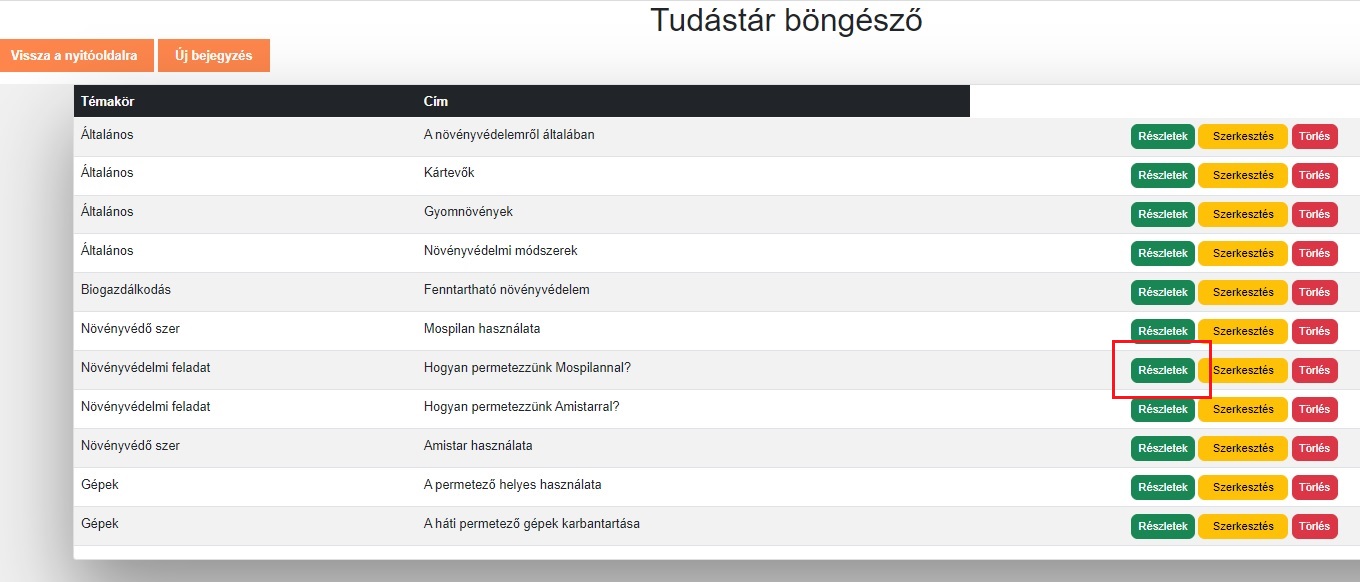 Tudástár böngésző
Vissza a nyitóoldalra Új bejegyzés
Témakör Cím
Általános A növényvédelemről általában Részletek Szerkesztés Törlés
Általános Kártevők Részletek Szerkesztés Törlés
Általános Gyomnövények Részletek Szerkesztés Törlés
Általános Növényvédelmi módszerek Részletek Szerkesztés Törlés
Biogazdálkodás Fenntartható növényvédelem Részletek Szerkesztés Törlés
Növényvédő szer Mospilan használata Részletek Szerkesztés Törlés
Növényvédelmi feladat Hogyan permetezzünk Mospilannal? Részletek Szerkesztés Törlés
Növényvédelmi feladat Hogyan permetezzünk Amistarral? Részletek Szerkesztés Törlés
Növényvédő szer Amistar használata Részletek Szerkesztés Törlés
Gépek A permetező helyes használata Részletek Szerkesztés Törlés
Gépek A háti permetező gépek karbantartása Részletek Szerkesztés Törlés